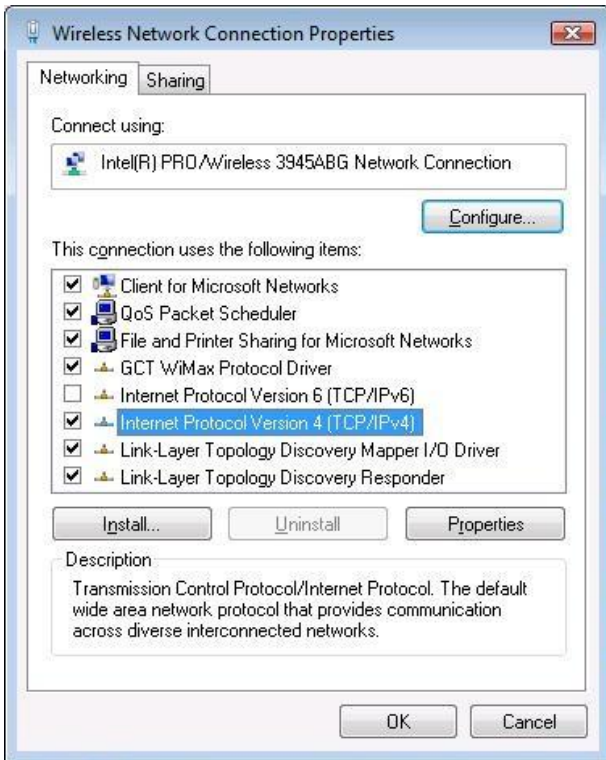 Wireless Network Connection Properties
Networking
Sharing
Connect using:
Intel(R) PRO/Wireless 3945ABG Network Connection
Configure...
This connection uses the following items:
Client for Microsoft Networks
QoS Packet Scheduler
File and Printer Sharing for Microsoft Networks
GCT WiMax Protocol Driver
Internet Protocol Version 6 (TCP/IPv6)
Internet Protocol Version 4 (TCP/IPv4)
Link-Layer Topology Discovery Mapper I/O Driver
Link-Layer Topology Discovery Responder
Install...
Uninstall
Properties
Description
Transmission Control Protocol/Internet Protocol. The default
wide area network protocol that provides communication
across diverse interconnected networks.
OK
Cancel